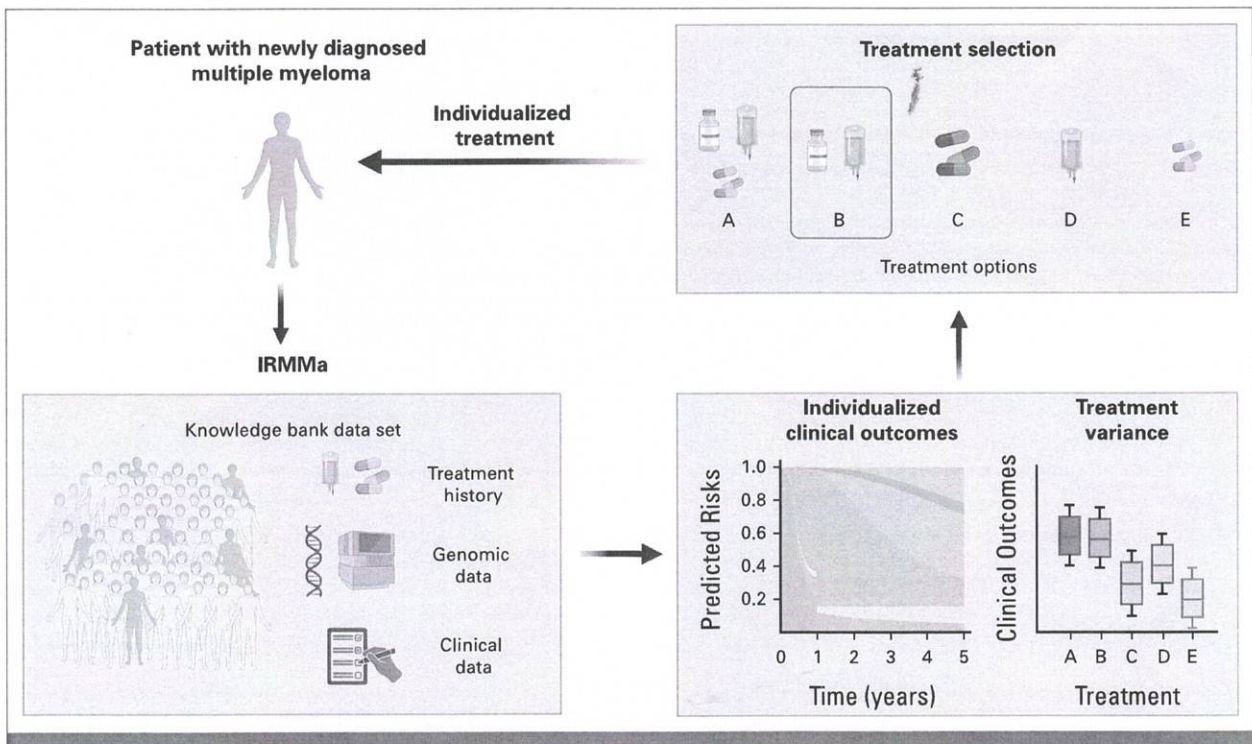 Patient with newly diagnosed
multiple myeloma
Individualized
treatment
IRMMa
Knowledge bank data set
Treatment
history
Genomic
data
Clinical
data
Individualized
clinical outcomes
Predicted Risks
1.0
0.8
0.6
0.4
0.2
0 1 2 3 4 5
Time (years)
Treatment
variance
Clinical Outcomes
A B C D E
Treatment
Treatment selection
A B C D E
Treatment options